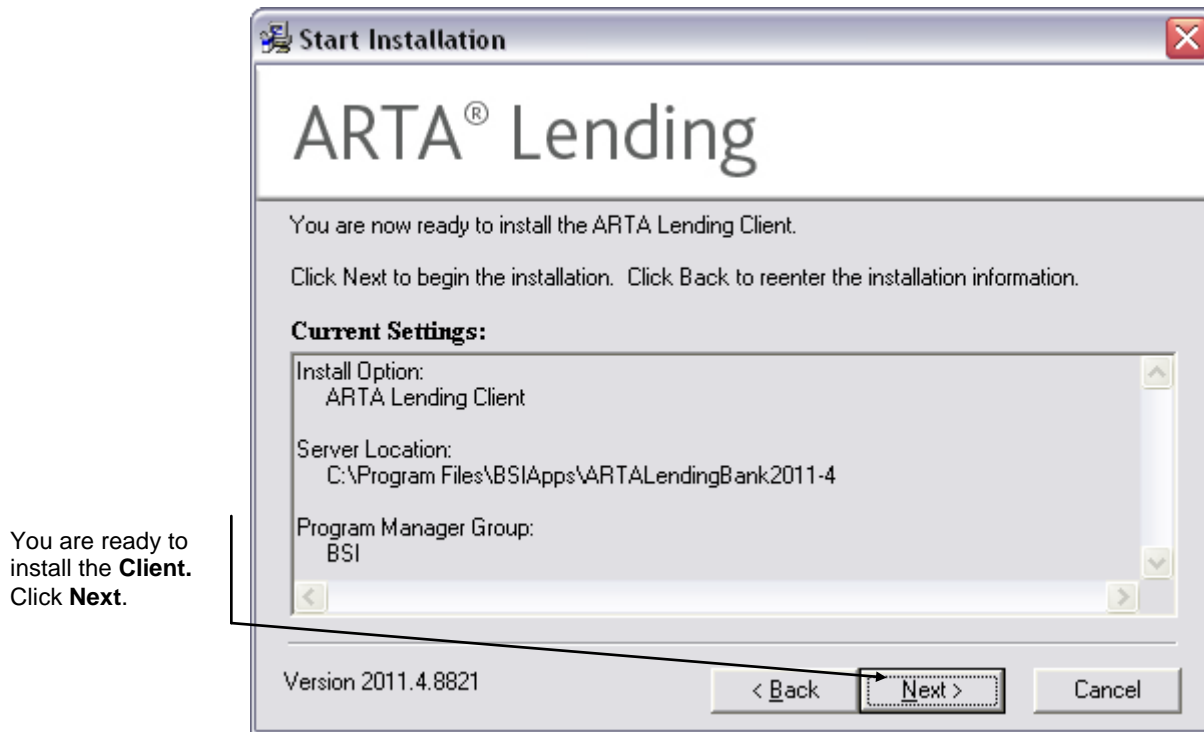 Start Installation
ARTA® Lending
You are now ready to install the ARTA Lending Client.
Click Next to begin the installation.  Click Back to reenter the installation information.
Current Settings:
Install Option:
ARTA Lending Client
Server Location:
C:\Program Files\BSIApps\ARTALendingBank2011-4
Program Manager Group:
BSI
You are ready to
install the Client.
Click Next.
Version 2011.4.8821
< Back
Next >
Cancel